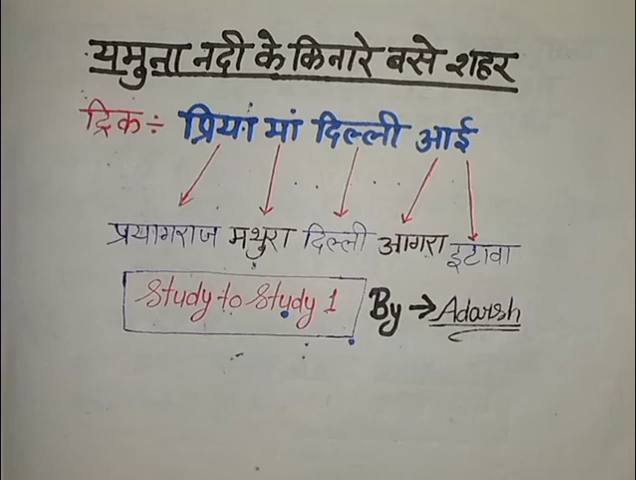 यमुना नदी के किनारे बसे शहर
ट्रिक ÷ प्रिया मां दिल्ली आई
प्रयागराज मथुरा दिल्ली आगरा इटावा
Study to Study 1 By → Adarsh